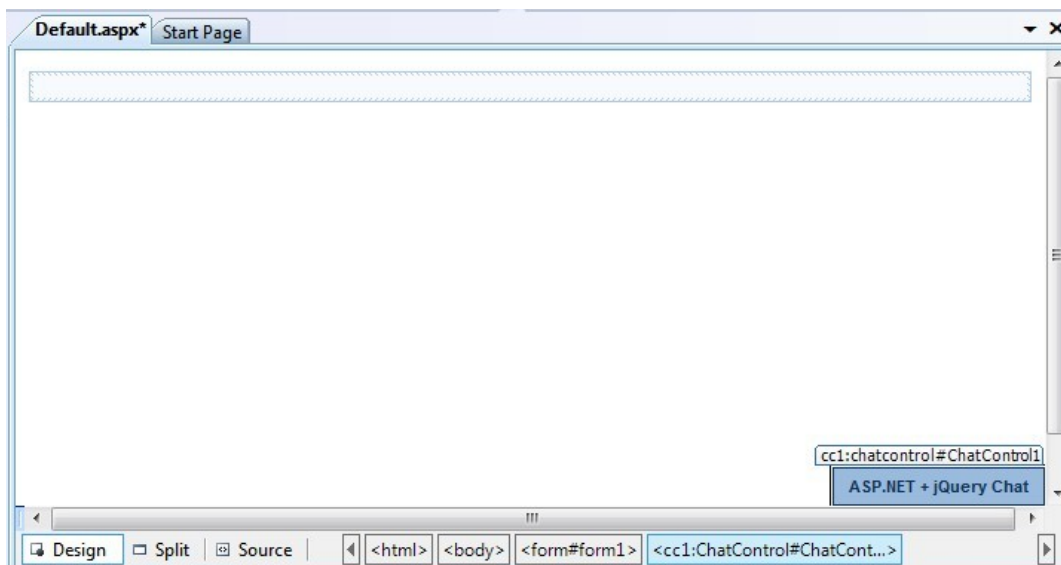 Default.aspx* Start Page
cc1:chatcontrol#ChatControl1
ASP.NET + jQuery Chat
Design Split Source <html> <body> <form#form1> <cc1:ChatControl#ChatCont...>